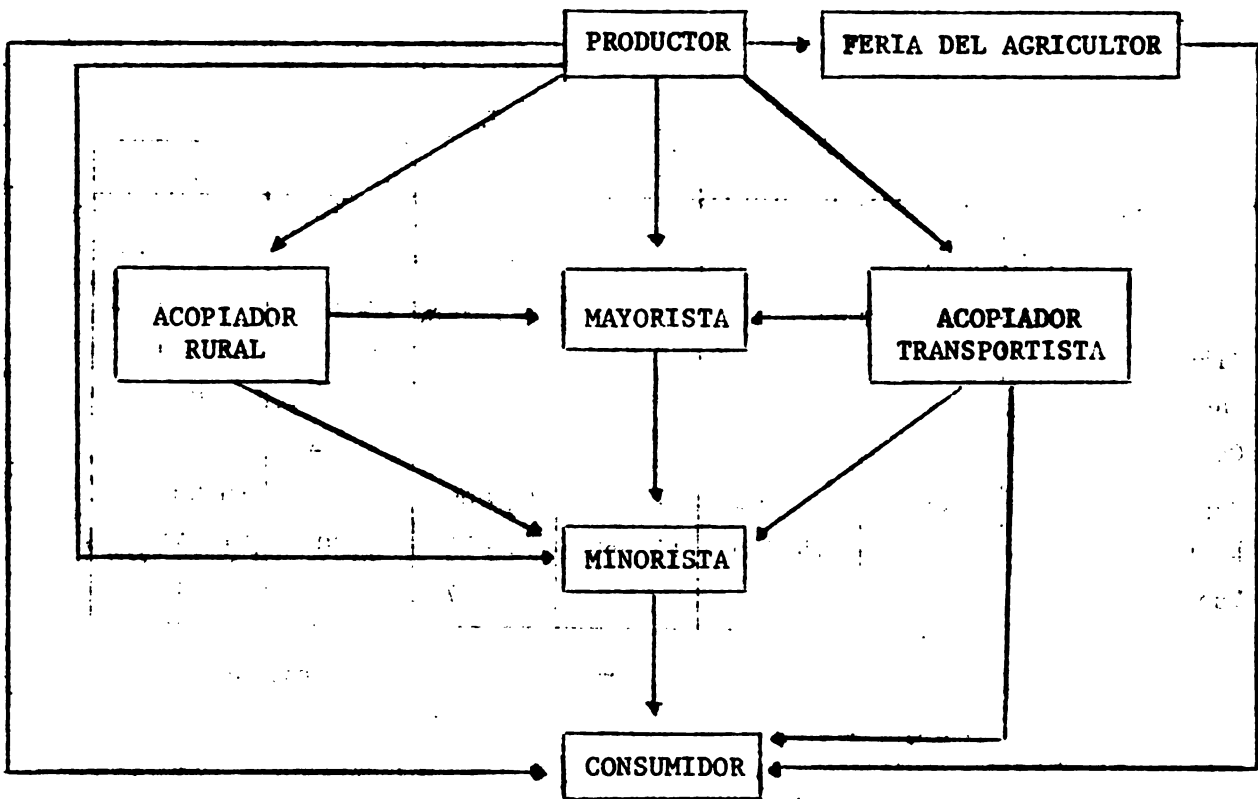 PRODUCTOR
FERIA DEL AGRICULTOR
ACOPIADOR
RURAL
MAYORISTA
ACOPIADOR
TRANSPORTISTA
MINORISTA
CONSUMIDOR